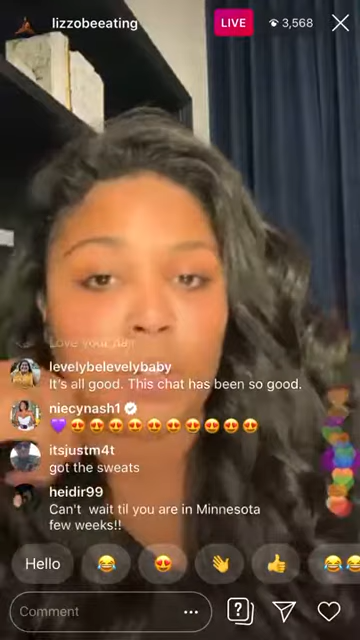 lizzobeeating
LIVE
3,568
Love your hair
levelybelevelybaby
It's all good. This chat has been so good.
niecynash1
💜😍😍😍😍😍😍😍😍😍
itsjustm4t
got the sweats
heidir99
Can't wait til you are in Minnesota
few weeks!!
Hello
Comment